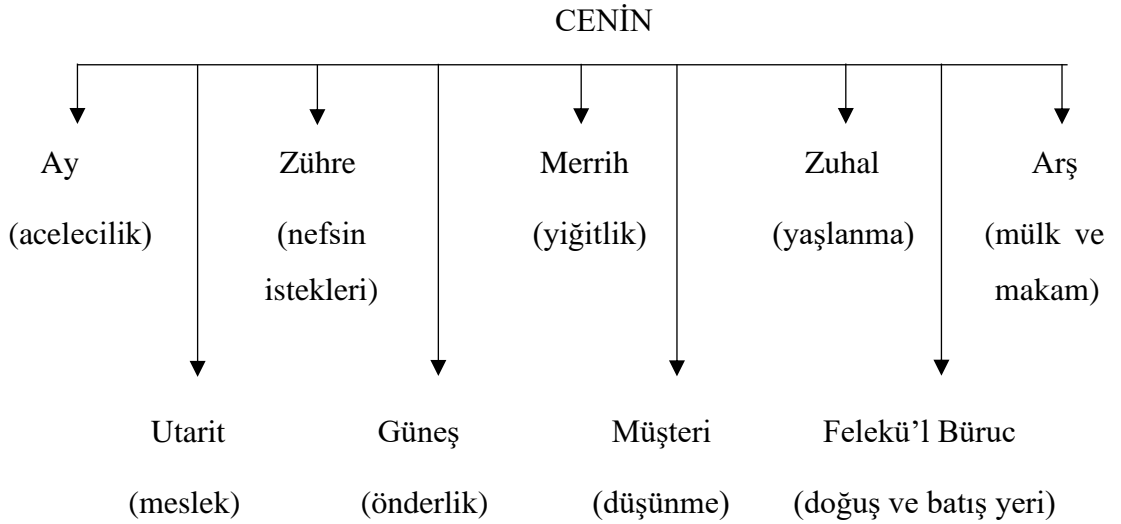 CENİN
Ay Zühre Merrih Zuhal Arş
(acelecilik) (nefsin (yiğitlik) (yaşlanma) (mülk ve
istekleri) makam)
Utarit Güneş Müşteri Felekü’l Büruc
(meslek) (önderlik) (düşünme) (doğuş ve batış yeri)